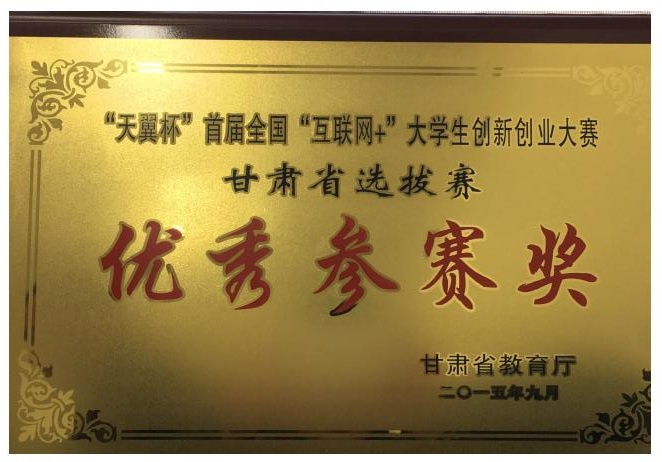 “天翼杯”首届全国“互联网+”大学生创新创业大赛
甘肃省选拔赛
优秀参赛奖
甘肃省教育厅
二〇一五年九月